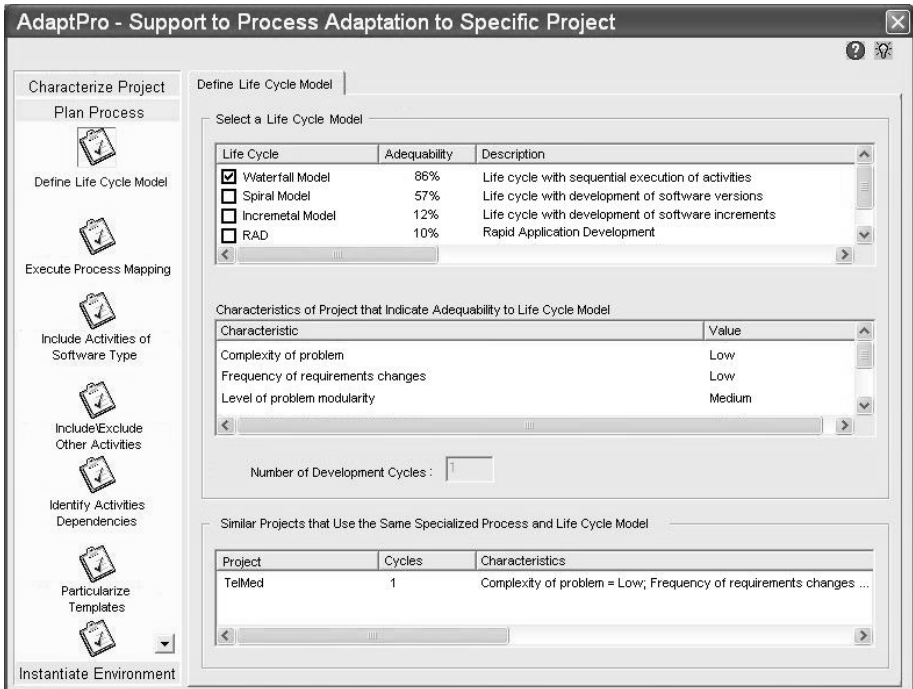 AdaptPro - Support to Process Adaptation to Specific Project
Characterize Project
Plan Process
Define Life Cycle Model
Execute Process Mapping
Include Activities of
Software Type
Include\Exclude
Other Activities
Identify Activities
Dependencies
Particularize
Templates
Instantiate Environment
Define Life Cycle Model
Select a Life Cycle Model
Life Cycle Adequability Description
Waterfall Model 86% Life cycle with sequential execution of activities
Spiral Model 57% Life cycle with development of software versions
Incremetal Model 12% Life cycle with development of software increments
RAD 10% Rapid Application Development
Characteristics of Project that Indicate Adequability to Life Cycle Model
Characteristic Value
Complexity of problem Low
Frequency of requirements changes Low
Level of problem modularity Medium
Number of Development Cycles : 1
Similar Projects that Use the Same Specialized Process and Life Cycle Model
Project Cycles Characteristics
TelMed 1 Complexity of problem = Low; Frequency of requirements changes ...